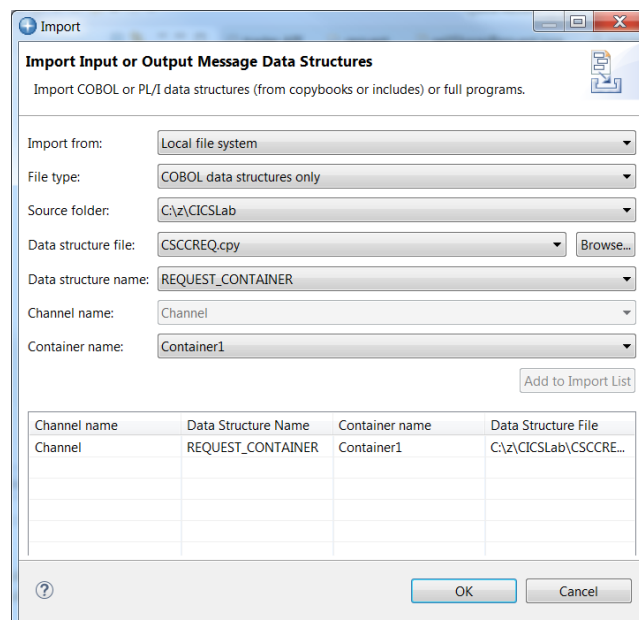 Import
Import Input or Output Message Data Structures
Import COBOL or PL/I data structures (from copybooks or includes) or full programs.
Import from: Local file system
File type: COBOL data structures only
Source folder: C:\z\CICSLab
Data structure file: CSCCREQ.cpy Browse...
Data structure name: REQUEST_CONTAINER
Channel name: Channel
Container name: Container1
Add to Import List
Channel name Data Structure Name Container name Data Structure File
Channel REQUEST_CONTAINER Container1 C:\z\CICSLab\CSCCRE...
OK Cancel